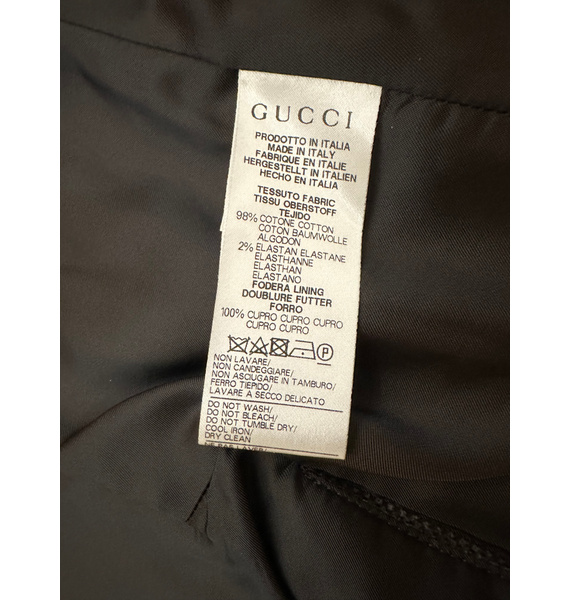 GUCCI
PRODOTTO IN ITALIA
MADE IN ITALY
FABRIQUE EN ITALIE
HERGESTELLT IN ITALIEN
HECHO EN ITALIA
TESSUTO FABRIC
TISSU OBERSTOFF
TEJIDO
98% COTONE COTTON
COTON BAUMWOLLE
ALGODON
2% ELASTAN ELASTANE
ELASTHANNE
ELASTHAN
ELASTANO
FODERA LINING
DOUBLURE FUTTER
FORRO
100% CUPRO CUPRO CUPRO
CUPRO CUPRO
P
NON LAVARE/
NON CANDEGGIARE/
NON ASCIUGARE IN TAMBURO/
FERRO TIEPIDO/
LAVARE A SECCO DELICATO
DO NOT WASH/
DO NOT BLEACH/
DO NOT TUMBLE DRY/
COOL IRON/
DRY CLEAN